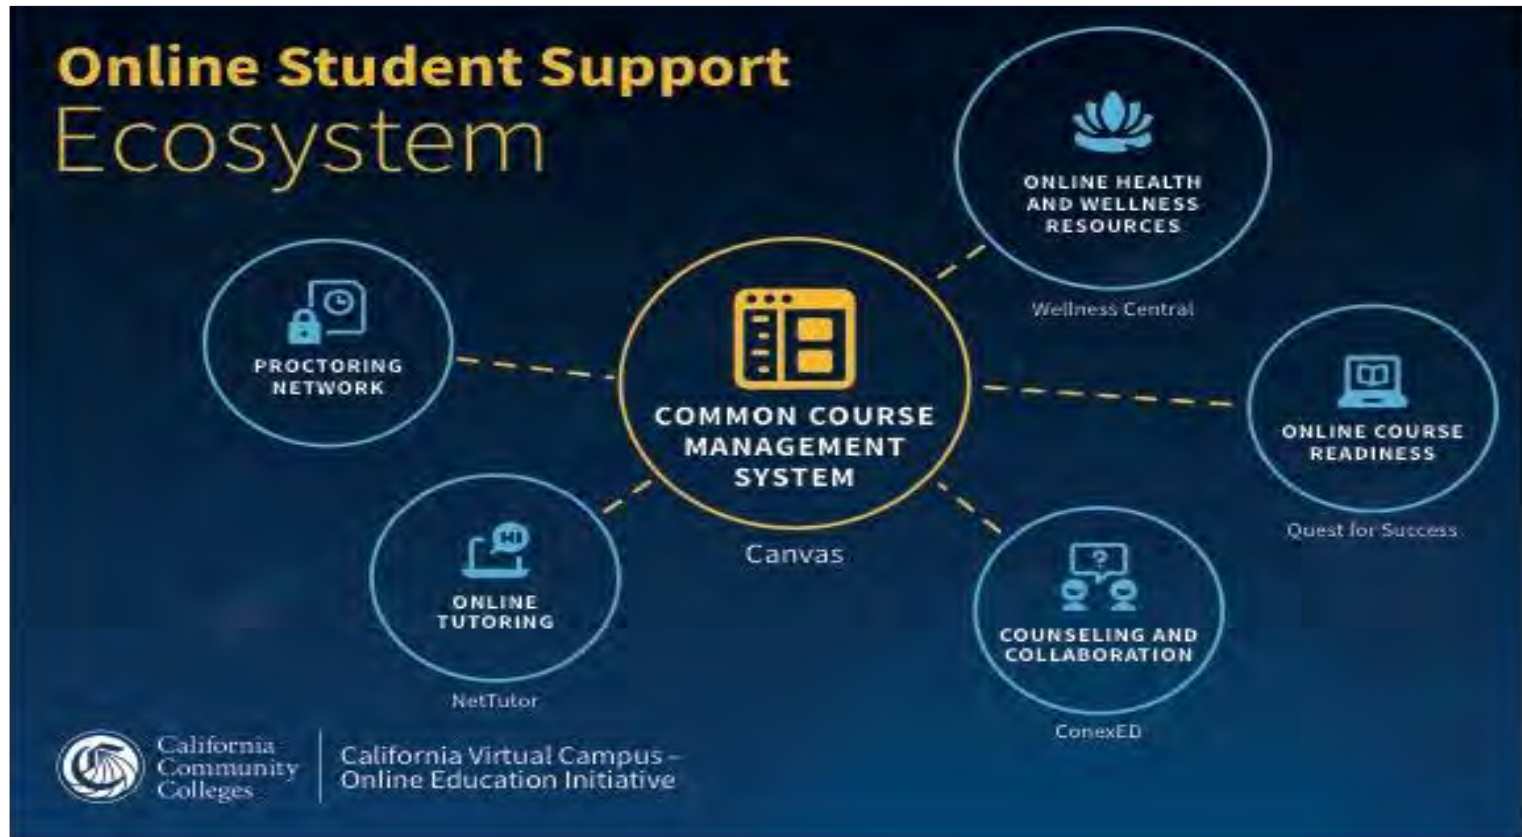 Online Student Support
Ecosystem
ONLINE HEALTH
AND WELLNESS
RESOURCES
Wellness Central
PROCTORING
NETWORK
COMMON COURSE
MANAGEMENT
SYSTEM
Canvas
ONLINE COURSE
READINESS
Quest for Success
HI
ONLINE
TUTORING
NetTutor
?
COUNSELING AND
COLLABORATION
ConexED
California
Community
Colleges
California Virtual Campus –
Online Education Initiative